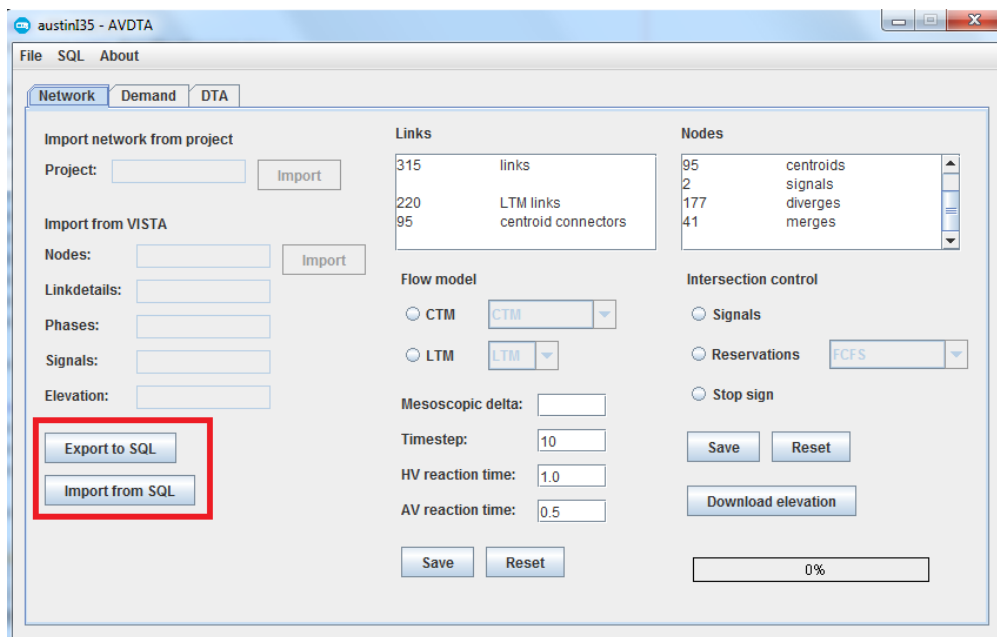 austinI35 - AVDTA
File SQL About
Network Demand DTA
Import network from project
Project: Import
Import from VISTA
Nodes: Import
Linkdetails:
Phases:
Signals:
Elevation:
Export to SQL
Import from SQL
Links
315 links
220 LTM links
95 centroid connectors
Flow model
CTM CTM
LTM LTM
Mesoscopic delta:
Timestep: 10
HV reaction time: 1.0
AV reaction time: 0.5
Save Reset
Nodes
95 centroids
2 signals
177 diverges
41 merges
Intersection control
Signals
Reservations FCFS
Stop sign
Save Reset
Download elevation
0%